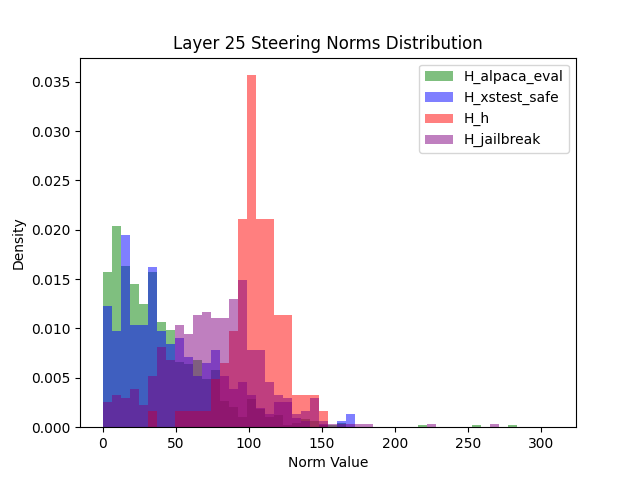 Layer 25 Steering Norms Distribution
H_alpaca_eval
H_xstest_safe
H_h
H_jailbreak
0.035
0.030
0.025
0.020
0.015
0.010
0.005
0.000
Density
0 50 100 150 200 250 300
Norm Value